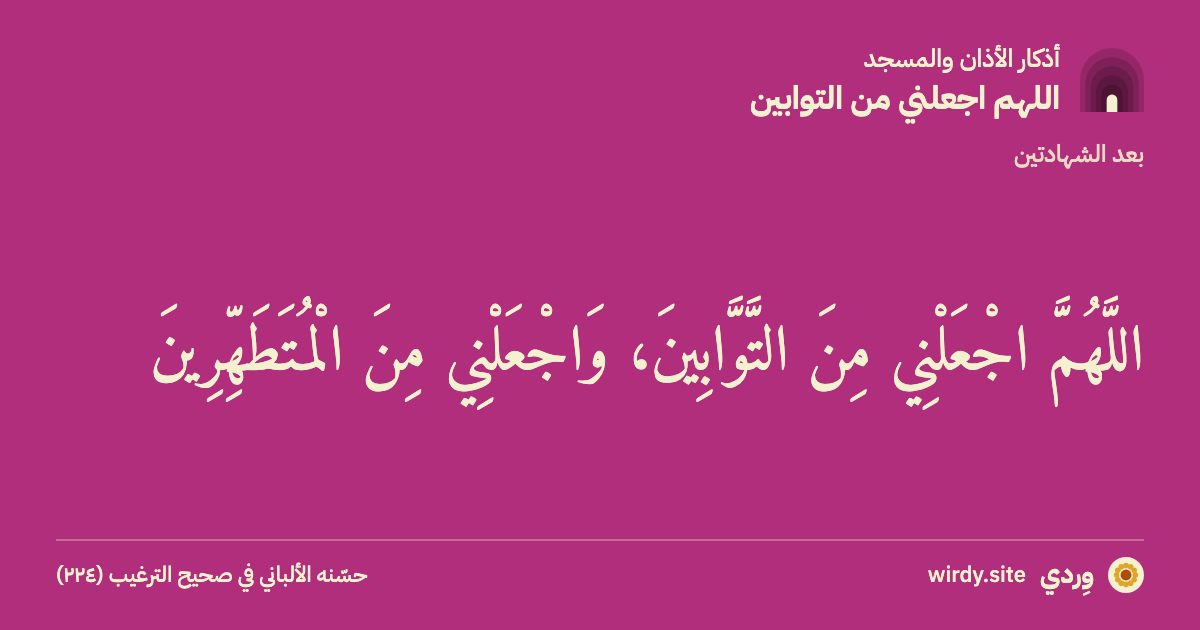 أذكار الأذان والمسجد
اللهم اجعلني من التوابين
بعد الشهادتين
اللَّهُمَّ اجْعَلْنِي مِنَ التَّوَّابِينَ، وَاجْعَلْنِي مِنَ الْمُتَطَهِّرِينَ
وِردي wirdy.site
حسّنه الألباني في صحيح الترغيب (٢٢٤)